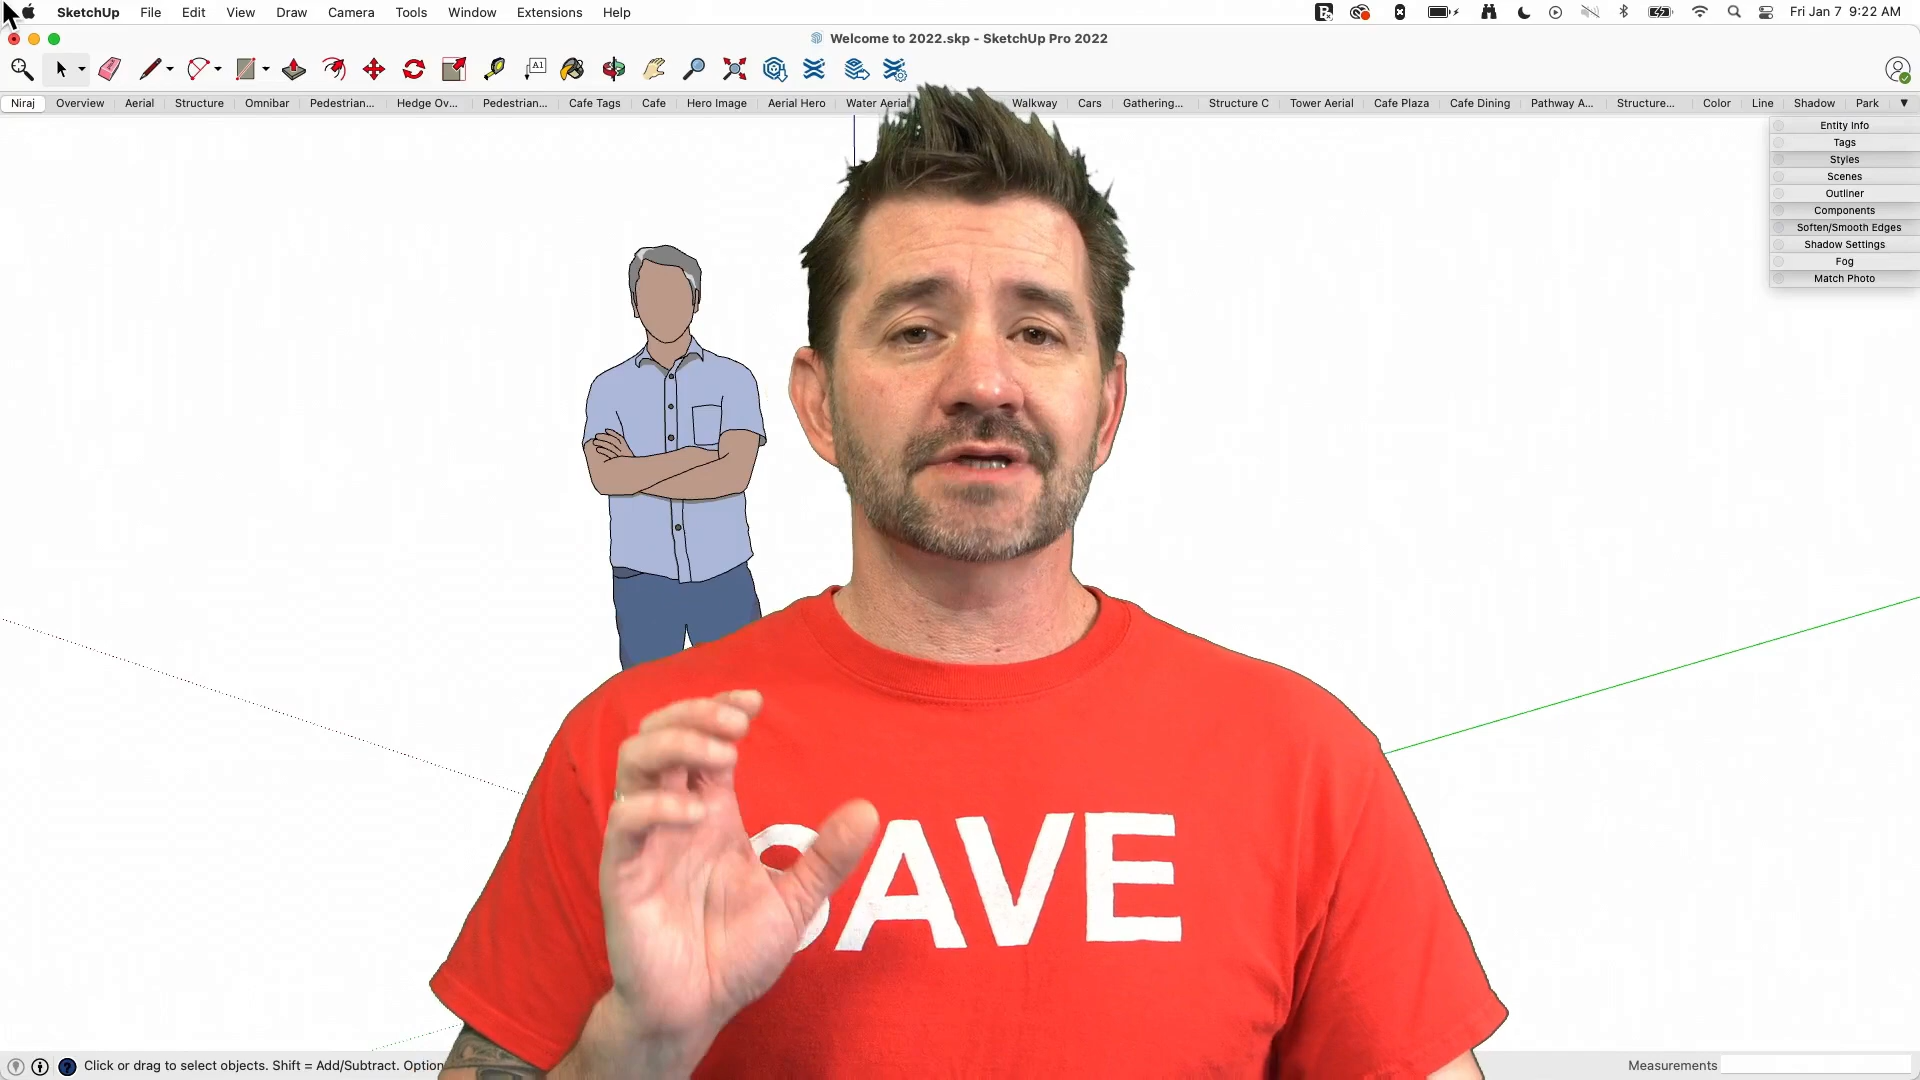 SketchUp File Edit View Draw Camera Tools Window Extensions Help Fri Jan 7 9:22 AM
Welcome to 2022.skp - SketchUp Pro 2022
A1
Niraj Overview Aerial Structure Omnibar Pedestrian... Hedge Ov... Pedestrian... Cafe Tags Cafe Hero Image Aerial Hero Water Aerial Walkway Cars Gathering... Structure C Tower Aerial Cafe Plaza Cafe Dining Pathway A... Structure... Color Line Shadow Park
Entity Info
Tags
Styles
Scenes
Outliner
Components
Soften/Smooth Edges
Shadow Settings
Fog
Match Photo
SAVE
Click or drag to select objects. Shift = Add/Subtract. Option
Measurements